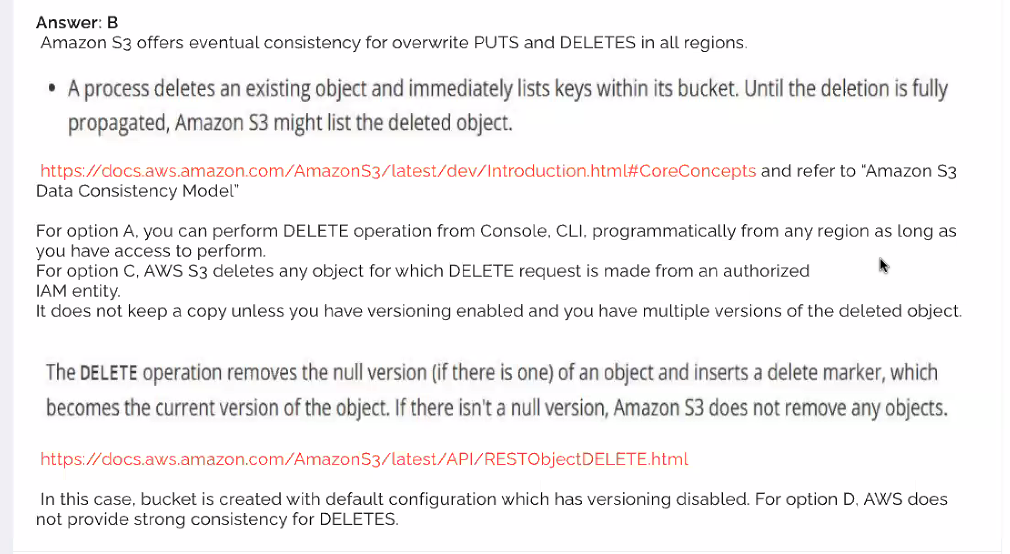 Answer: B
Amazon S3 offers eventual consistency for overwrite PUTS and DELETES in all regions.
• A process deletes an existing object and immediately lists keys within its bucket. Until the deletion is fully
propagated, Amazon S3 might list the deleted object.
https://docs.aws.amazon.com/AmazonS3/latest/dev/Introduction.html#CoreConcepts and refer to “Amazon S3
Data Consistency Model”
For option A, you can perform DELETE operation from Console, CLI, programmatically from any region as long as
you have access to perform.
For option C, AWS S3 deletes any object for which DELETE request is made from an authorized
IAM entity.
It does not keep a copy unless you have versioning enabled and you have multiple versions of the deleted object.
The DELETE operation removes the null version (if there is one) of an object and inserts a delete marker, which
becomes the current version of the object. If there isn't a null version, Amazon S3 does not remove any objects.
https://docs.aws.amazon.com/AmazonS3/latest/API/RESTObjectDELETE.html
In this case, bucket is created with default configuration which has versioning disabled. For option D, AWS does
not provide strong consistency for DELETES.